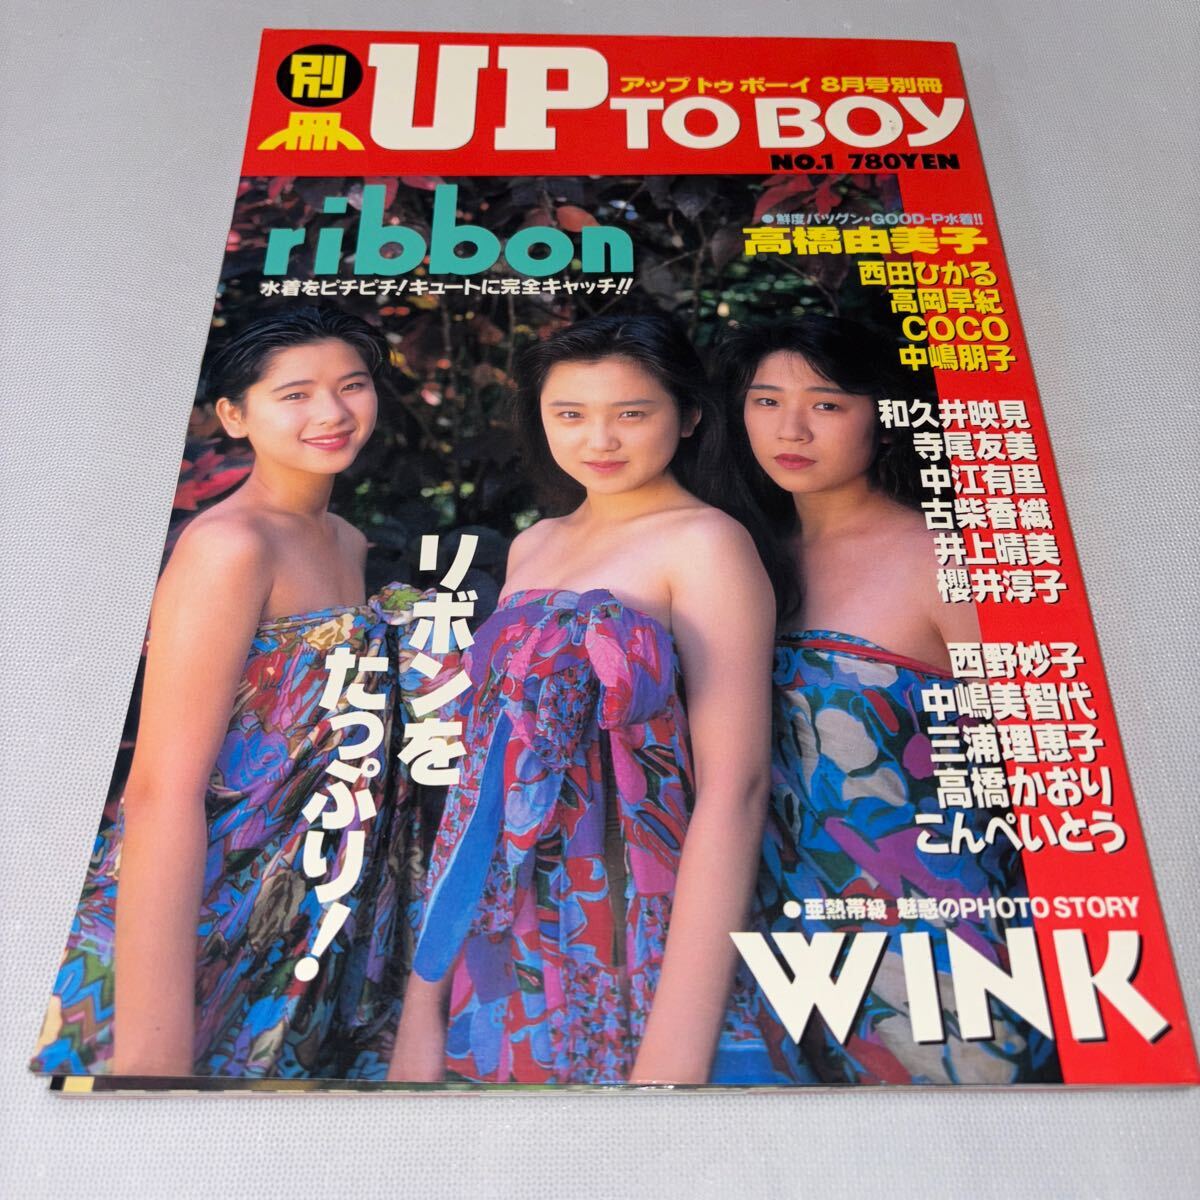 別冊
UP TO BOY
アップ トゥ ボーイ 8月号別冊
NO.1 780YEN
ribbon
水着をピチピチ!キュートに完全キャッチ!!
●鮮度バツグン・GOOD-P水着!!
高橋由美子
西田ひかる
高岡早紀
COCO
中嶋朋子
和久井映見
寺尾友美
中江有里
古柴香織
井上晴美
櫻井淳子
西野妙子
中嶋美智代
三浦理恵子
高橋かおり
こんぺいとう
リボンを
たっぷり!
●亜熱帯級 魅惑のPHOTO STORY
WINK